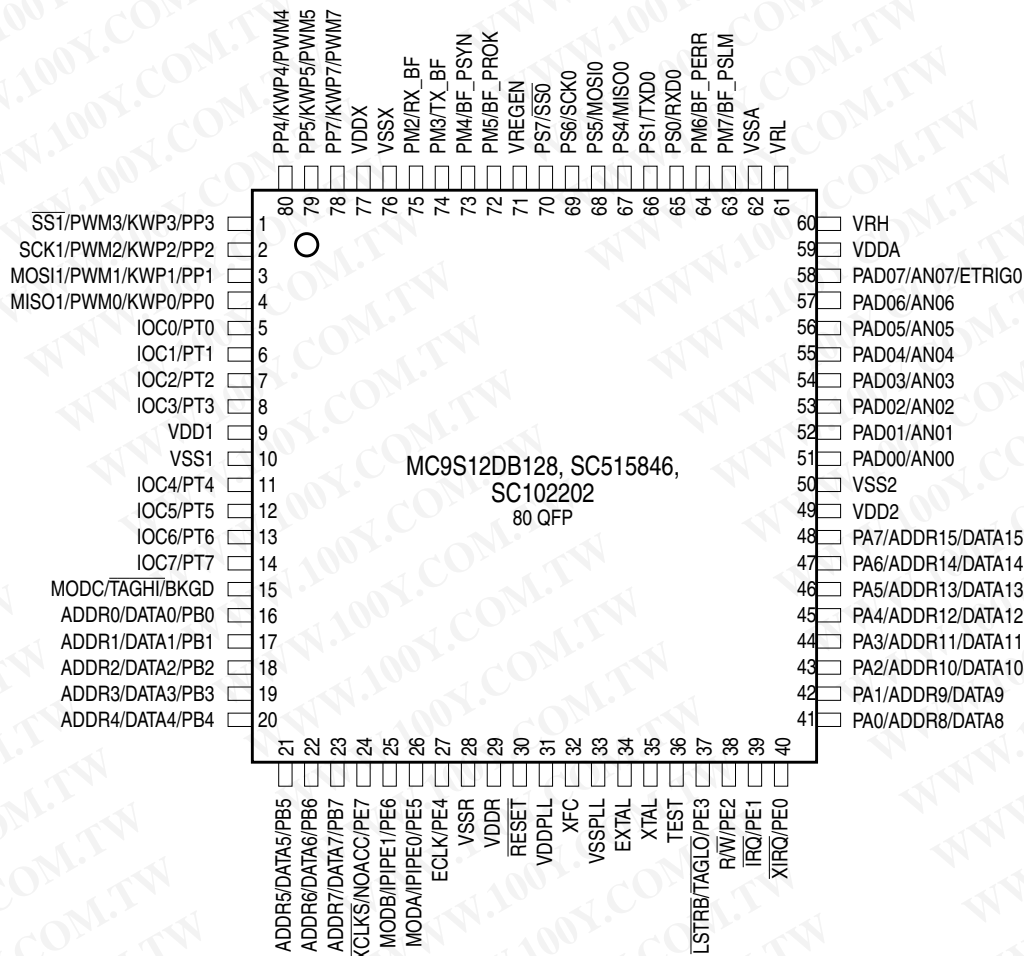 PP4/KWP4/PWM4
PP5/KWP5/PWM5
PP7/KWP7/PWM7
VDDX
VSSX
PM2/RX_BF
PM3/TX_BF
PM4/BF_PSYN
PM5/BF_PROK
VREGEN
PS7/SS0
PS6/SCK0
PS5/MOSI0
PS4/MISO0
PS1/TXD0
PS0/RXD0
PM6/BF_PERR
PM7/BF_PSLM
VSSA
VRL
80 79 78 77 76 75 74 73 72 71 70 69 68 67 66 65 64 63 62 61
SS1/PWM3/KWP3/PP3 1
SCK1/PWM2/KWP2/PP2 2
MOSI1/PWM1/KWP1/PP1 3
MISO1/PWM0/KWP0/PP0 4
IOC0/PT0 5
IOC1/PT1 6
IOC2/PT2 7
IOC3/PT3 8
VDD1 9
VSS1 10
IOC4/PT4 11
IOC5/PT5 12
IOC6/PT6 13
IOC7/PT7 14
MODC/TAGHI/BKGD 15
ADDR0/DATA0/PB0 16
ADDR1/DATA1/PB1 17
ADDR2/DATA2/PB2 18
ADDR3/DATA3/PB3 19
ADDR4/DATA4/PB4 20
MC9S12DB128, SC515846,
SC102202
80 QFP
60 VRH
59 VDDA
58 PAD07/AN07/ETRIG0
57 PAD06/AN06
56 PAD05/AN05
55 PAD04/AN04
54 PAD03/AN03
53 PAD02/AN02
52 PAD01/AN01
51 PAD00/AN00
50 VSS2
49 VDD2
48 PA7/ADDR15/DATA15
47 PA6/ADDR14/DATA14
46 PA5/ADDR13/DATA13
45 PA4/ADDR12/DATA12
44 PA3/ADDR11/DATA11
43 PA2/ADDR10/DATA10
42 PA1/ADDR9/DATA9
41 PA0/ADDR8/DATA8
21 22 23 24 25 26 27 28 29 30 31 32 33 34 35 36 37 38 39 40
ADDR5/DATA5/PB5
ADDR6/DATA6/PB6
ADDR7/DATA7/PB7
XCLKS/NOACC/PE7
MODB/IPIPE1/PE6
MODA/IPIPE0/PE5
ECLK/PE4
VSSR
VDDR
RESET
VDDPLL
XFC
VSSPLL
EXTAL
XTAL
TEST
LSTRB/TAGLO/PE3
R/W/PE2
IRQ/PE1
XIRQ/PE0
WWW.100Y.COM.TW